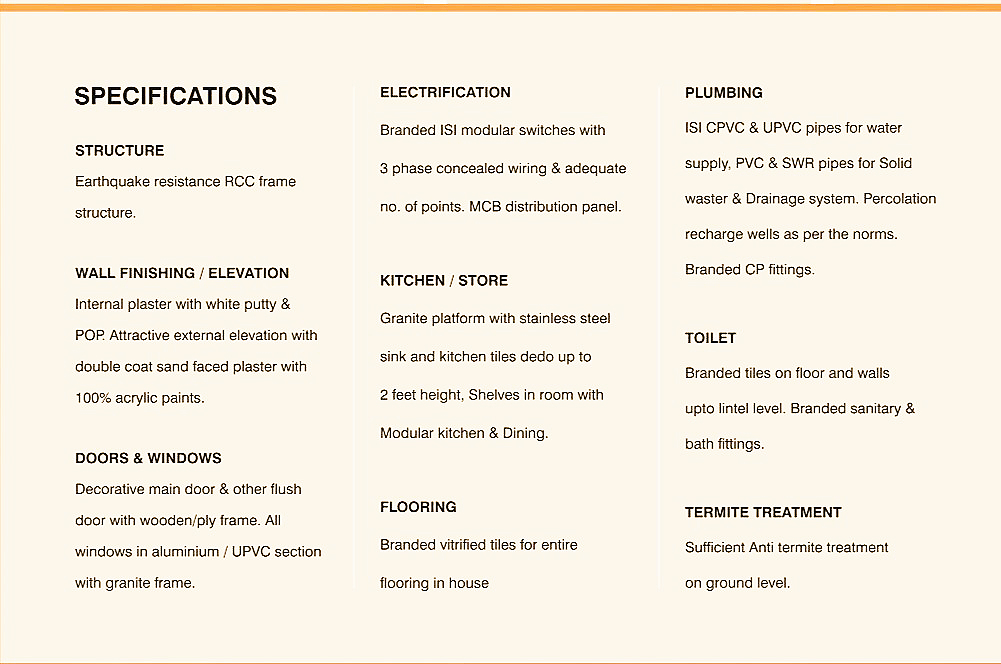 SPECIFICATIONS
STRUCTURE
Earthquake resistance RCC frame
structure.
WALL FINISHING / ELEVATION
Internal plaster with white putty &
POP. Attractive external elevation with
double coat sand faced plaster with
100% acrylic paints.
DOORS & WINDOWS
Decorative main door & other flush
door with wooden/ply frame. All
windows in aluminium / UPVC section
with granite frame.
ELECTRIFICATION
Branded ISI modular switches with
3 phase concealed wiring & adequate
no. of points. MCB distribution panel.
KITCHEN / STORE
Granite platform with stainless steel
sink and kitchen tiles dedo up to
2 feet height, Shelves in room with
Modular kitchen & Dining.
FLOORING
Branded vitrified tiles for entire
flooring in house
PLUMBING
ISI CPVC & UPVC pipes for water
supply, PVC & SWR pipes for Solid
waster & Drainage system. Percolation
recharge wells as per the norms.
Branded CP fittings.
TOILET
Branded tiles on floor and walls
upto lintel level. Branded sanitary &
bath fittings.
TERMITE TREATMENT
Sufficient Anti termite treatment
on ground level.